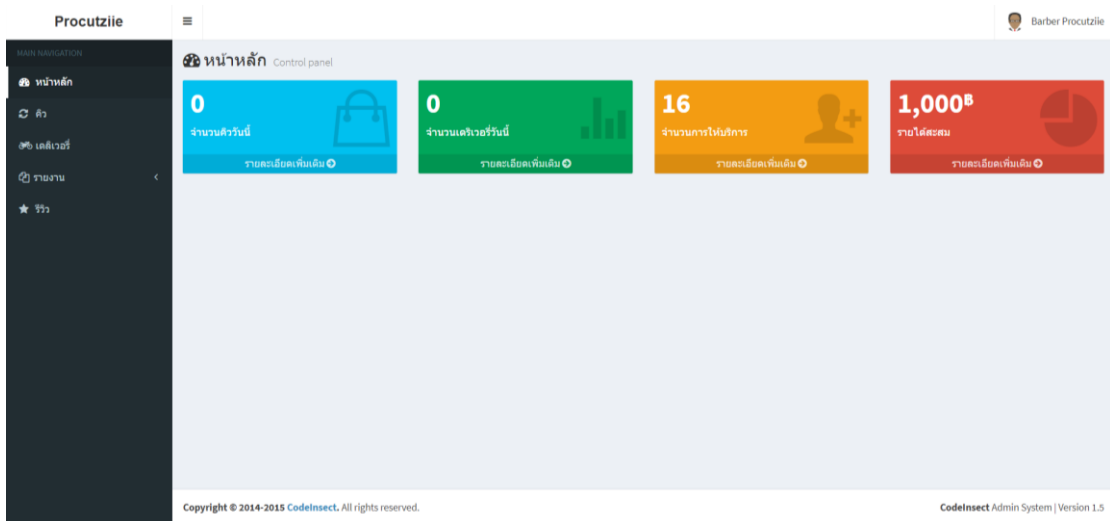 Procutziie
Barber Procutziie
MAIN NAVIGATION
หน้าหลัก
คิว
เดลิเวอรี่
รายงาน
รีวิว
หน้าหลัก Control panel
0
จำนวนคิววันนี้
รายละเอียดเพิ่มเติม
0
จำนวนเดริเวอรี่วันนี้
รายละเอียดเพิ่มเติม
16
จำนวนการให้บริการ
รายละเอียดเพิ่มเติม
1,000฿
รายได้สะสม
รายละเอียดเพิ่มเติม
Copyright © 2014-2015 CodeInsect. All rights reserved.
CodeInsect Admin System | Version 1.5